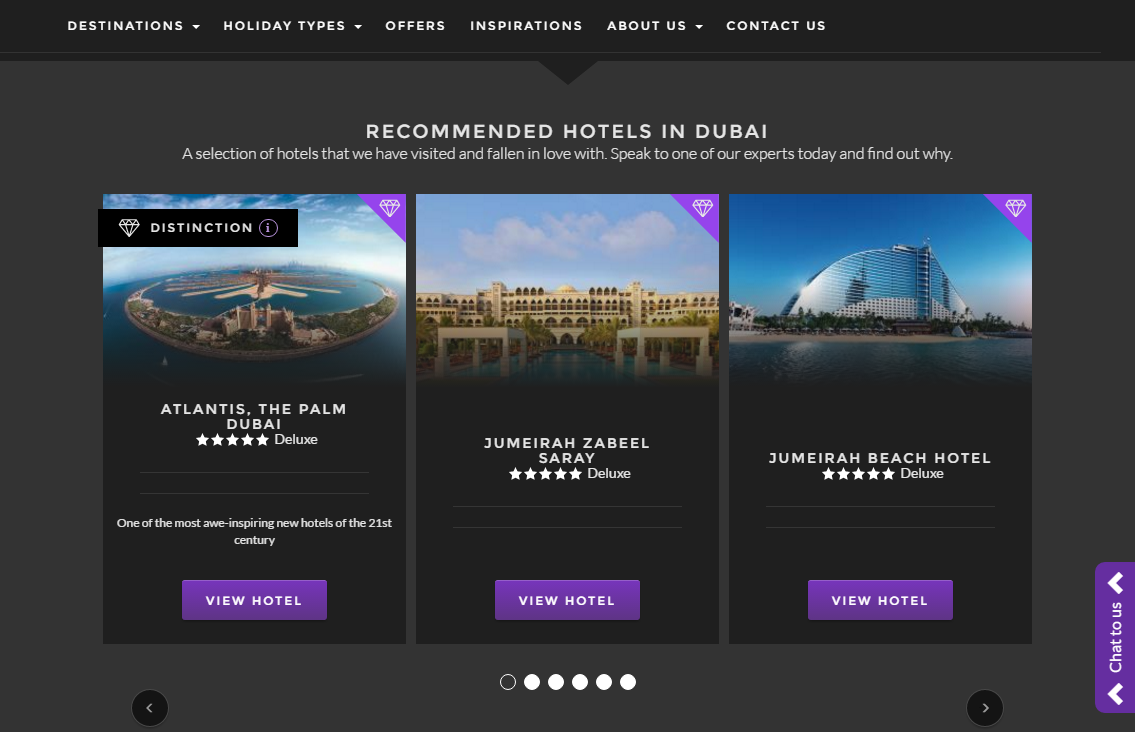 DESTINATIONS HOLIDAY TYPES OFFERS INSPIRATIONS ABOUT US CONTACT US
RECOMMENDED HOTELS IN DUBAI
A selection of hotels that we have visited and fallen in love with. Speak to one of our experts today and find out why.
DISTINCTION i
ATLANTIS, THE PALM
DUBAI
Deluxe
One of the most awe-inspiring new hotels of the 21st
century
VIEW HOTEL
JUMEIRAH ZABEEL
SARAY
Deluxe
VIEW HOTEL
JUMEIRAH BEACH HOTEL
Deluxe
VIEW HOTEL
Chat to us